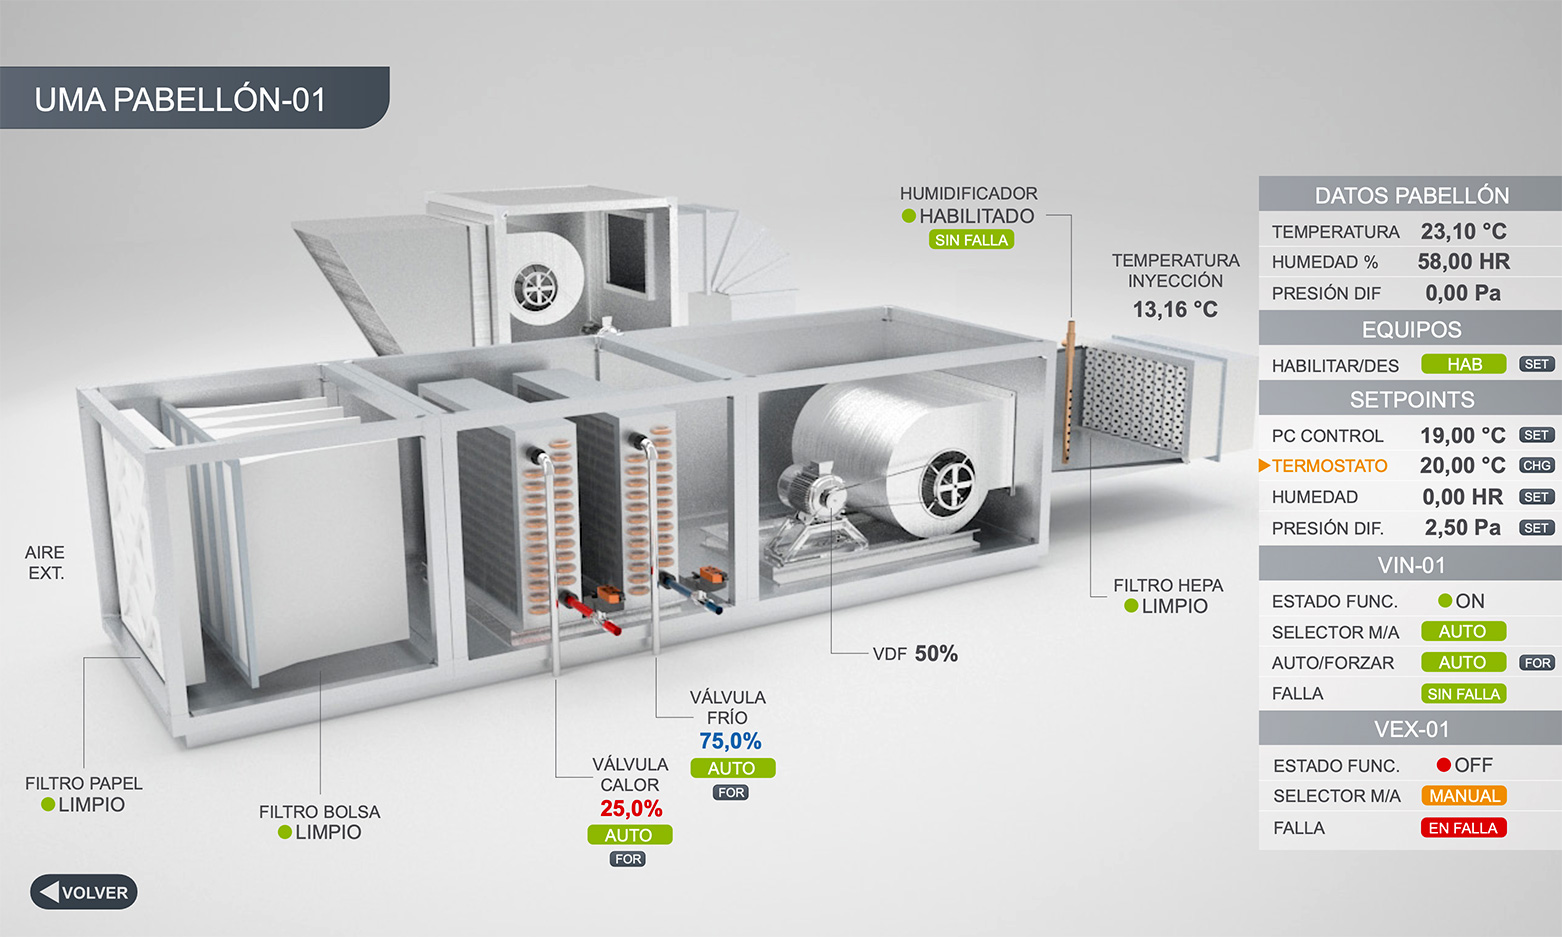 UMA PABELLÓN-01
HUMIDIFICADOR
HABILITADO
SIN FALLA
TEMPERATURA
INYECCIÓN
13,16 °C
AIRE
EXT.
FILTRO HEPA
LIMPIO
VDF 50%
VÁLVULA
FRÍO
75,0%
AUTO
FOR
VÁLVULA
CALOR
25,0%
AUTO
FOR
FILTRO PAPEL
LIMPIO
FILTRO BOLSA
LIMPIO
VOLVER
DATOS PABELLÓN
TEMPERATURA 23,10 °C
HUMEDAD % 58,00 HR
PRESIÓN DIF 0,00 Pa
EQUIPOS
HABILITAR/DES HAB SET
SETPOINTS
PC CONTROL 19,00 °C SET
TERMOSTATO 20,00 °C CHG
HUMEDAD 0,00 HR SET
PRESIÓN DIF. 2,50 Pa SET
VIN-01
ESTADO FUNC. ON
SELECTOR M/A AUTO
AUTO/FORZAR AUTO FOR
FALLA SIN FALLA
VEX-01
ESTADO FUNC. OFF
SELECTOR M/A MANUAL
FALLA EN FALLA